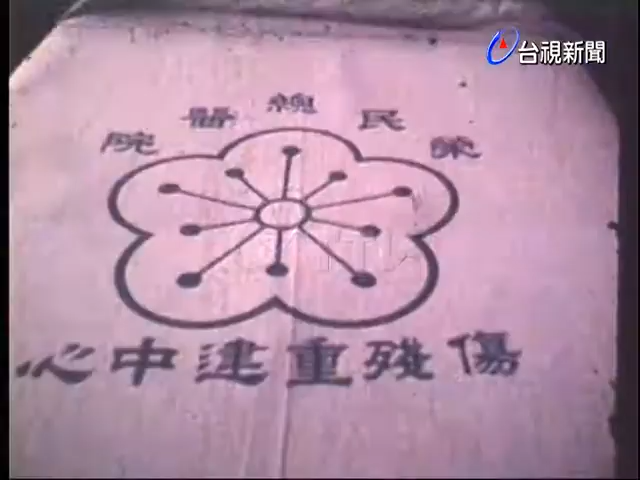 台視新聞
榮民總醫院
傷殘重建中心